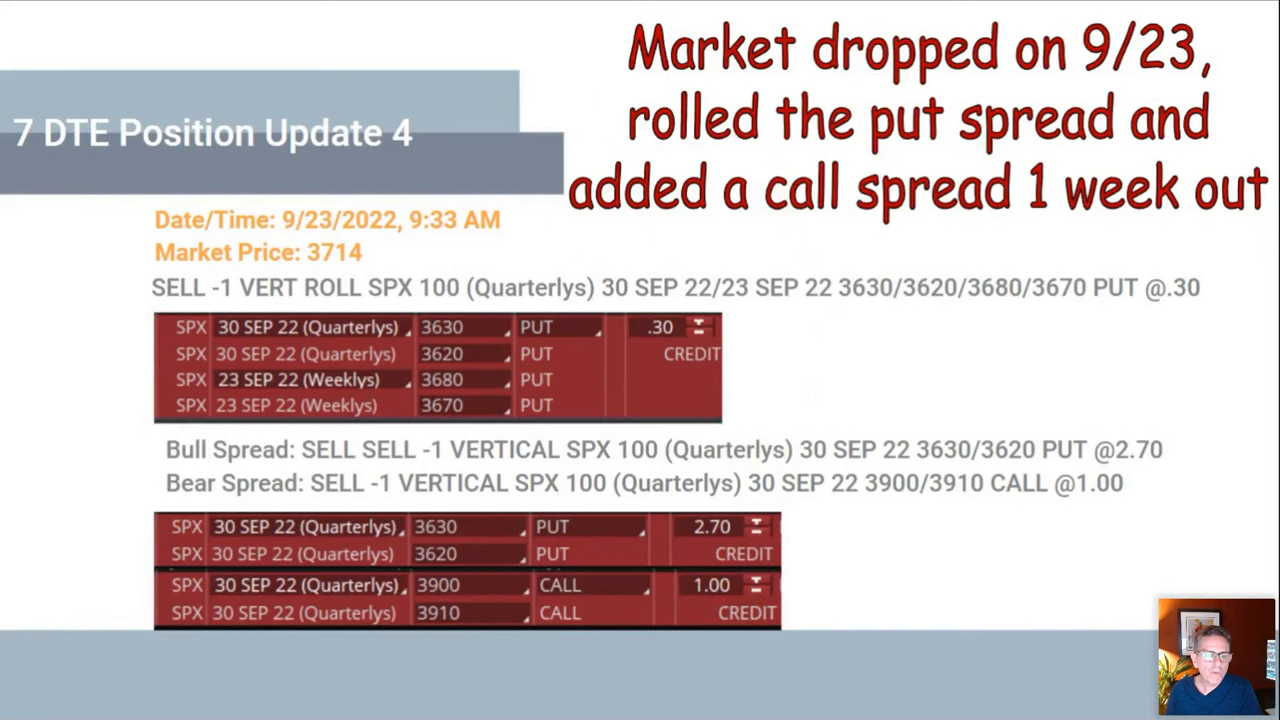 Market dropped on 9/23,
rolled the put spread and
added a call spread 1 week out
7 DTE Position Update 4
Date/Time: 9/23/2022, 9:33 AM
Market Price: 3714
SELL -1 VERT ROLL SPX 100 (Quarterlys) 30 SEP 22/23 SEP 22 3630/3620/3680/3670 PUT @.30
SPX 30 SEP 22 (Quarterlys) 3630 PUT .30
SPX 30 SEP 22 (Quarterlys) 3620 PUT CREDIT
SPX 23 SEP 22 (Weeklys) 3680 PUT
SPX 23 SEP 22 (Weeklys) 3670 PUT
Bull Spread: SELL SELL -1 VERTICAL SPX 100 (Quarterlys) 30 SEP 22 3630/3620 PUT @2.70
Bear Spread: SELL -1 VERTICAL SPX 100 (Quarterlys) 30 SEP 22 3900/3910 CALL @1.00
SPX 30 SEP 22 (Quarterlys) 3630 PUT 2.70
SPX 30 SEP 22 (Quarterlys) 3620 PUT CREDIT
SPX 30 SEP 22 (Quarterlys) 3900 CALL 1.00
SPX 30 SEP 22 (Quarterlys) 3910 CALL CREDIT